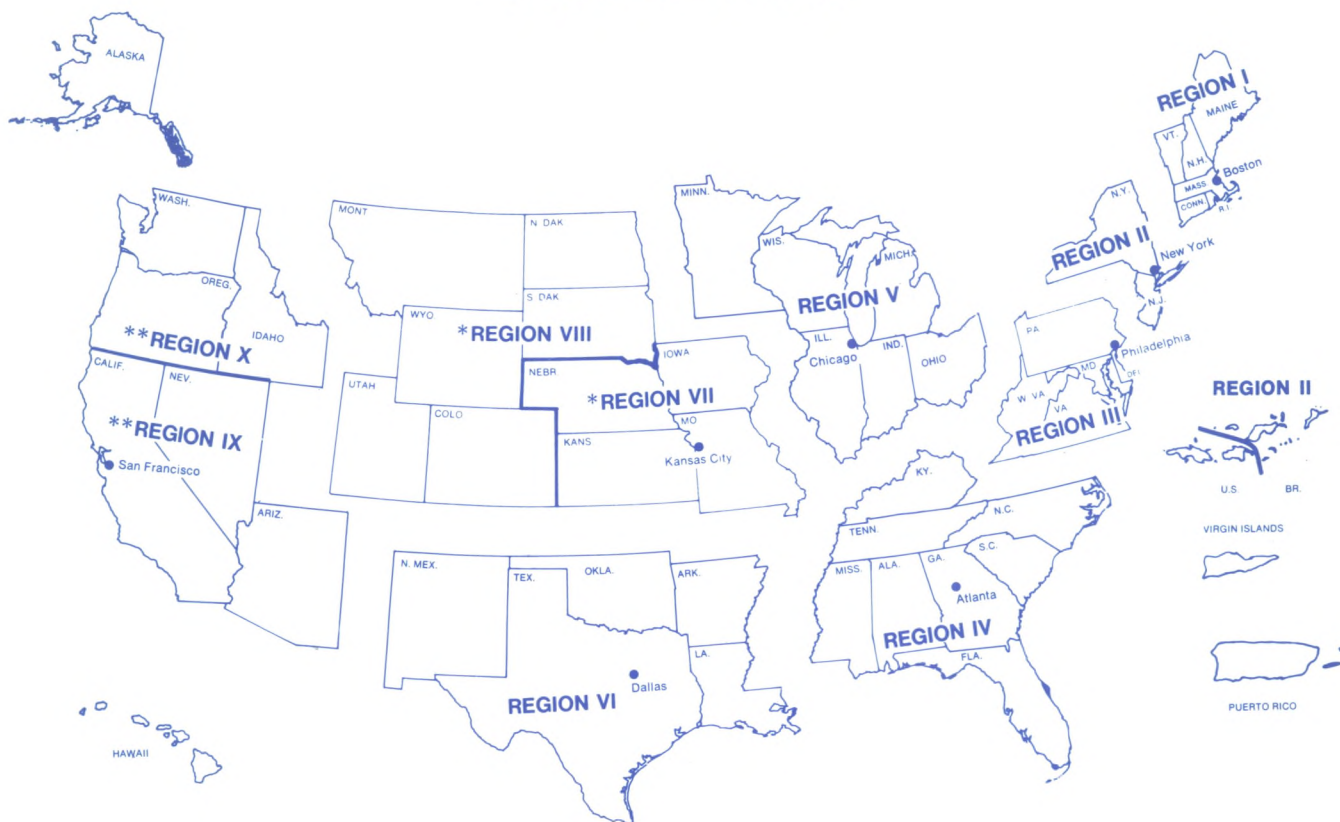 ALASKA
REGION I
MAINE
VT.
N.H.
Boston
MASS
CONN.
R.I.
N.Y.
REGION II
New York
N.J.
WASH.
MONT
N DAK
MINN.
WIS.
MICH.
OREG.
S DAK
REGION V
IDAHO
WYO
*REGION VIII
**REGION X
ILL.
IND.
OHIO
Chicago
PA
Philadelphia
MD
DEL
W VA
VA
REGION III
CALIF.
NEV.
UTAH
COLO
NEBR
IOWA
*REGION VII
**REGION IX
San Francisco
KANS
MO
Kansas City
REGION II
U.S.
BR.
VIRGIN ISLANDS
KY.
TENN.
N.C.
S.C.
ARIZ.
N. MEX.
TEX.
OKLA.
ARK.
MISS.
ALA.
GA.
Atlanta
LA.
REGION IV
FLA.
Dallas
REGION VI
HAWAII
PUERTO RICO